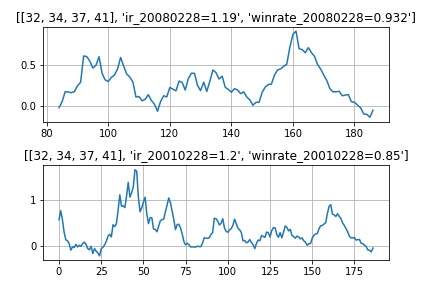 [[32, 34, 37, 41], 'ir_20080228=1.19', 'winrate_20080228=0.932']
0.5
0.0
80 100 120 140 160 180
[[32, 34, 37, 41], 'ir_20010228=1.2', 'winrate_20010228=0.85']
1
0
0 25 50 75 100 125 150 175